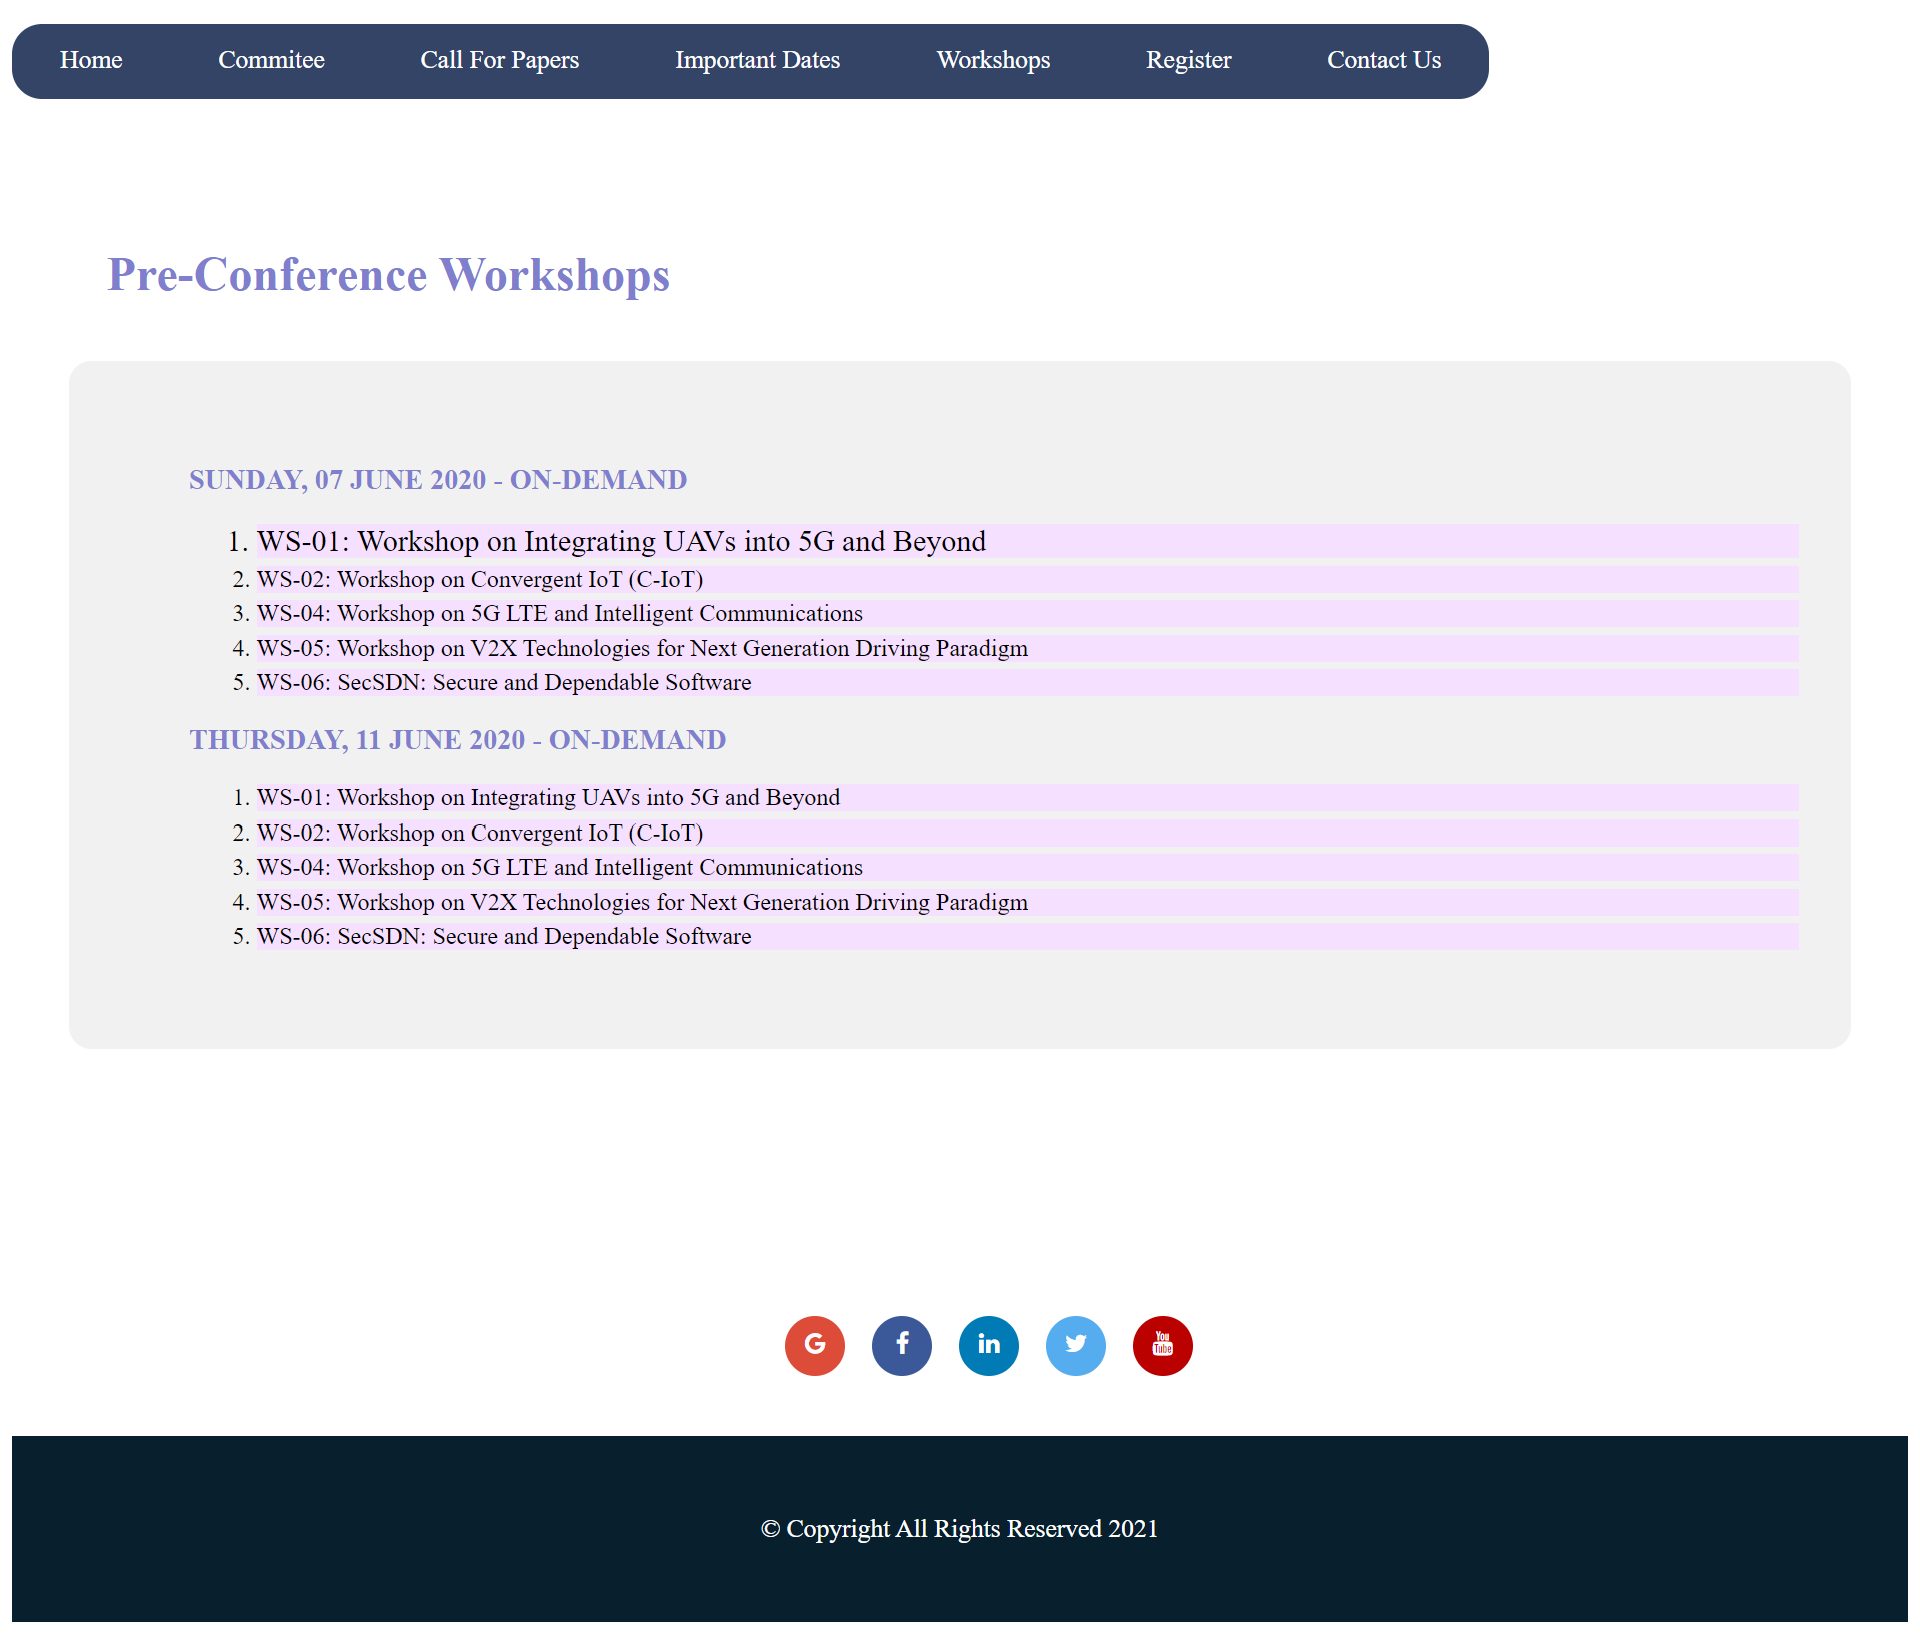 Home Commitee Call For Papers Important Dates Workshops Register Contact Us
Pre-Conference Workshops
SUNDAY, 07 JUNE 2020 - ON-DEMAND
1. WS-01: Workshop on Integrating UAVs into 5G and Beyond
2. WS-02: Workshop on Convergent IoT (C-IoT)
3. WS-04: Workshop on 5G LTE and Intelligent Communications
4. WS-05: Workshop on V2X Technologies for Next Generation Driving Paradigm
5. WS-06: SecSDN: Secure and Dependable Software
THURSDAY, 11 JUNE 2020 - ON-DEMAND
1. WS-01: Workshop on Integrating UAVs into 5G and Beyond
2. WS-02: Workshop on Convergent IoT (C-IoT)
3. WS-04: Workshop on 5G LTE and Intelligent Communications
4. WS-05: Workshop on V2X Technologies for Next Generation Driving Paradigm
5. WS-06: SecSDN: Secure and Dependable Software
G f in You Tube
© Copyright All Rights Reserved 2021